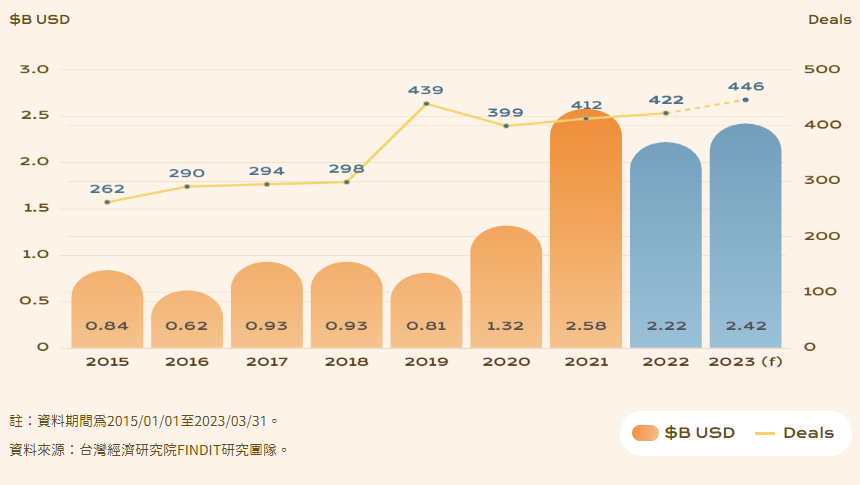 $B USD Deals
3.0 500
2.5 400
2.0 300
1.5 200
1.0 100
0.5 0
0
262 290 294 298 439 399 412 422 446
0.84 0.62 0.93 0.93 0.81 1.32 2.58 2.22 2.42
2015 2016 2017 2018 2019 2020 2021 2022 2023 (f)
註：資料期間為2015/01/01至2023/03/31。
資料來源：台灣經濟研究院FINDIT研究團隊。
$B USD Deals